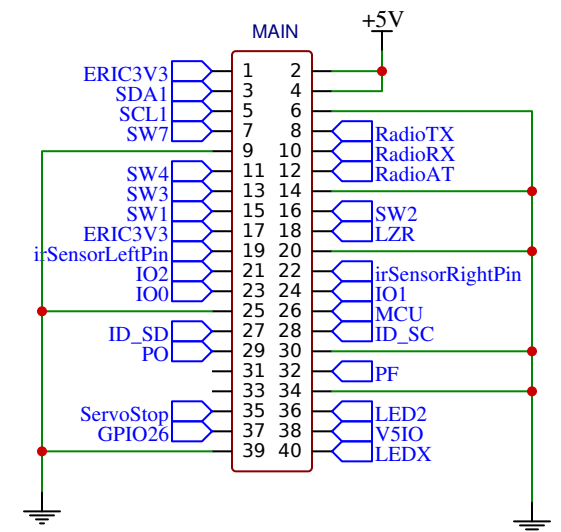 +5V
MAIN
ERIC3V3 1 2
SDA1 3 4
SCL1 5 6
SW7 7 8 RadioTX
9 10 RadioRX
SW4 11 12 RadioAT
SW3 13 14
SW1 15 16 SW2
ERIC3V3 17 18 LZR
irSensorLeftPin 19 20
IO2 21 22 irSensorRightPin
IO0 23 24 IO1
25 26 MCU
ID_SD 27 28 ID_SC
PO 29 30
31 32 PF
33 34
ServoStop 35 36 LED2
GPIO26 37 38 V5IO
39 40 LEDX